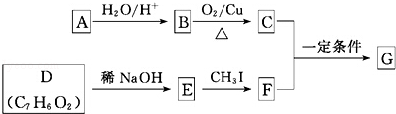 A H₂O/H⁺ B O₂/Cu △ C
一定条件 G
D (C₇H₆O₂) 稀 NaOH E CH₃I F